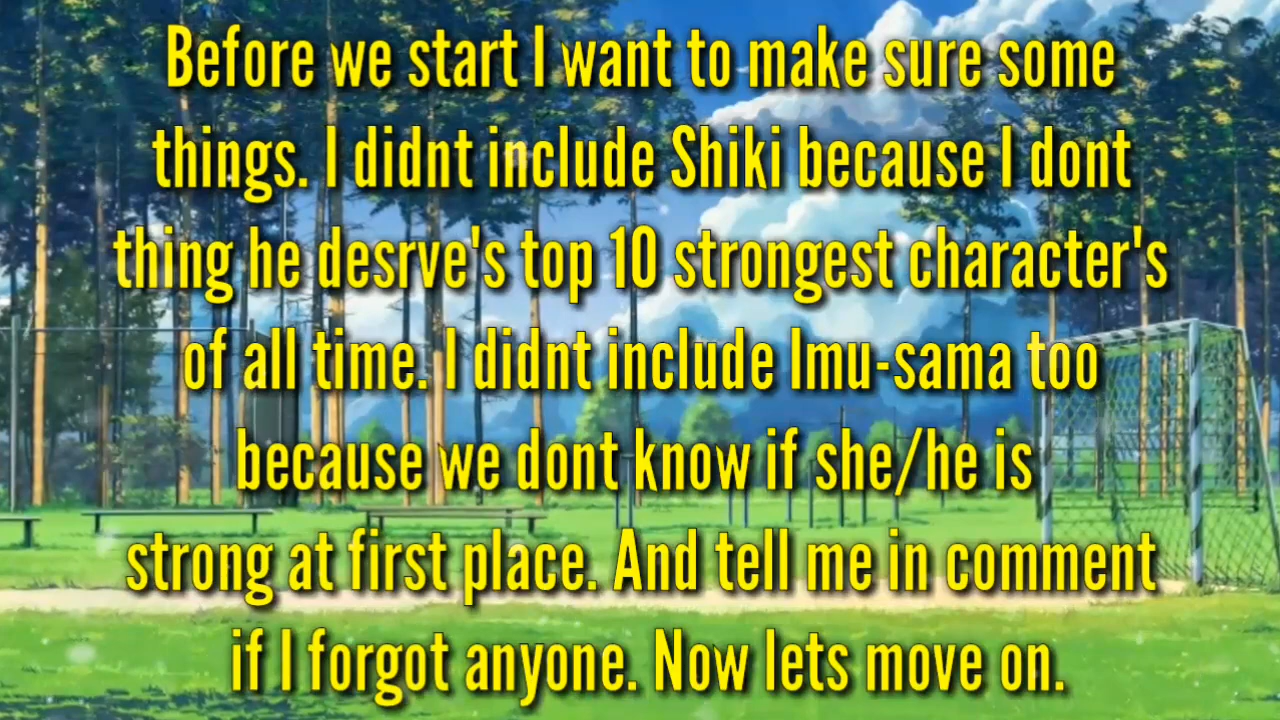 Before we start I want to make sure some
things. I didnt include Shiki because I dont
thing he desrve's top 10 strongest character's
of all time. I didnt include Imu-sama too
because we dont know if she/he is
strong at first place. And tell me in comment
if I forgot anyone. Now lets move on.